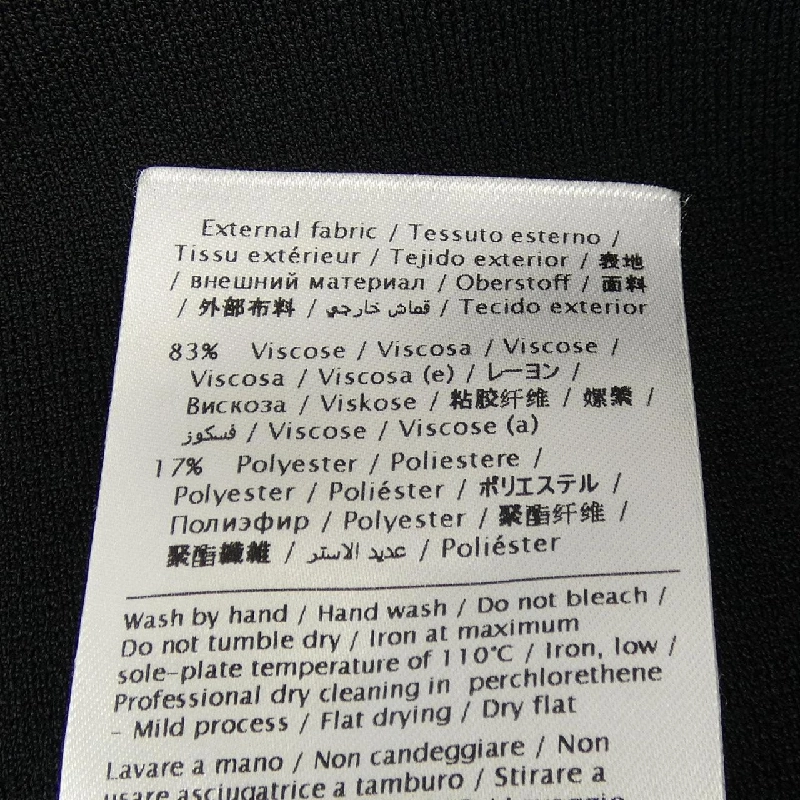 External fabric / Tessuto esterno /
Tissu extérieur / Tejido exterior / 表地
/ внешний материал / Oberstoff / 面料
/ 外部布料 / قماش خارجي / Tecido exterior
83% Viscose / Viscosa / Viscose /
Viscosa / Viscosa (e) / レーヨン /
Вискоза / Viskose / 粘胶纤维 / 嫘縈 /
فسكوز / Viscose / Viscose (a)
17% Polyester / Poliestere /
Polyester / Poliéster / ポリエステル /
Полиэфир / Polyester / 聚酯纤维 /
聚酯纖維 / عديد الاستر / Poliéster
Wash by hand / Hand wash / Do not bleach /
Do not tumble dry / Iron at maximum
sole-plate temperature of 110°C / Iron, low /
Professional dry cleaning in perchlorethene
- Mild process / Flat drying / Dry flat
Lavare a mano / Non candeggiare / Non
usare asciugatrice a tamburo / Stirare a